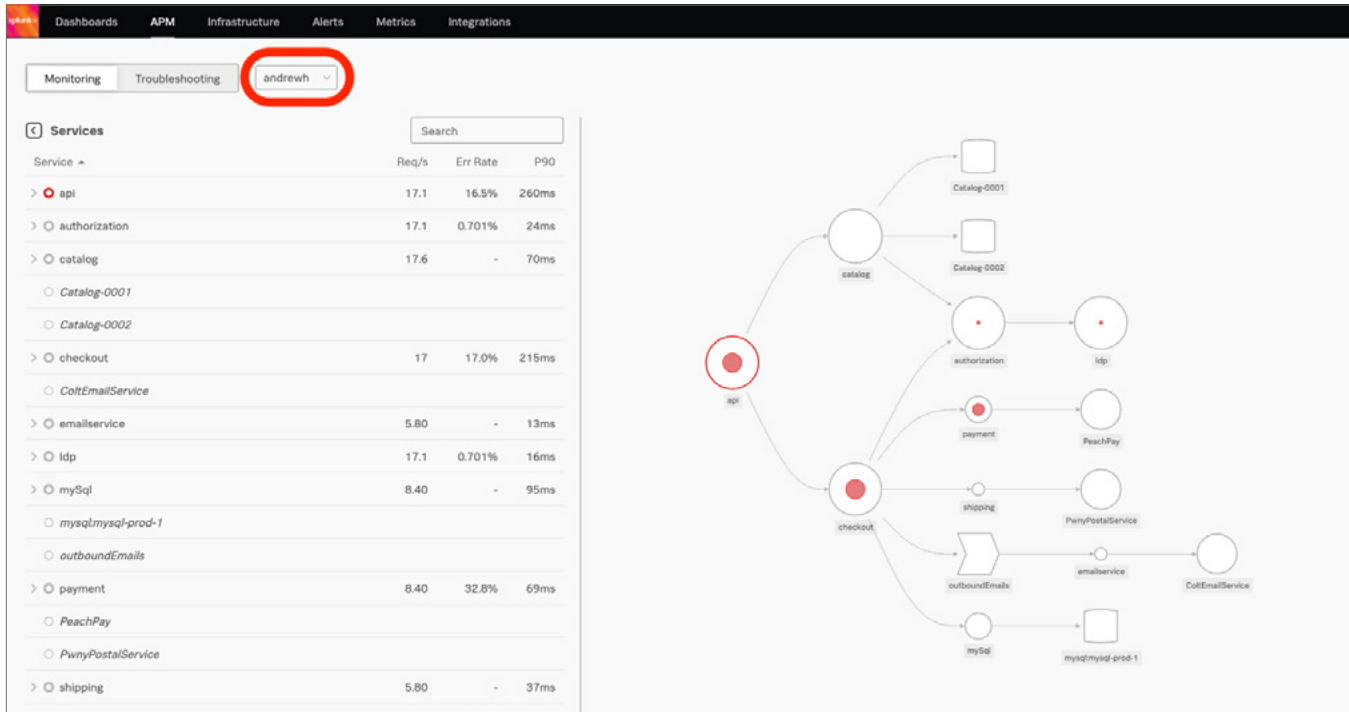 splunk>
Dashboards APM Infrastructure Alerts Metrics Integrations
Monitoring Troubleshooting andrewh
Services Search
Service Req/s Err Rate P90
api 17.1 16.5% 260ms
authorization 17.1 0.701% 24ms
catalog 17.6 - 70ms
Catalog-0001
Catalog-0002
checkout 17 17.0% 215ms
ColtEmailService
emailservice 5.80 - 13ms
ldp 17.1 0.701% 16ms
mySql 8.40 - 95ms
mysql:mysql-prod-1
outboundEmails
payment 8.40 32.8% 69ms
PeachPay
PwnyPostalService
shipping 5.80 - 37ms
Catalog-0001
catalog
Catalog-0002
authorization
ldp
api
payment
PeachPay
shipping
PwnyPostalService
checkout
outboundEmails
emailservice
ColtEmailService
mySql
mysql:mysql-prod-1